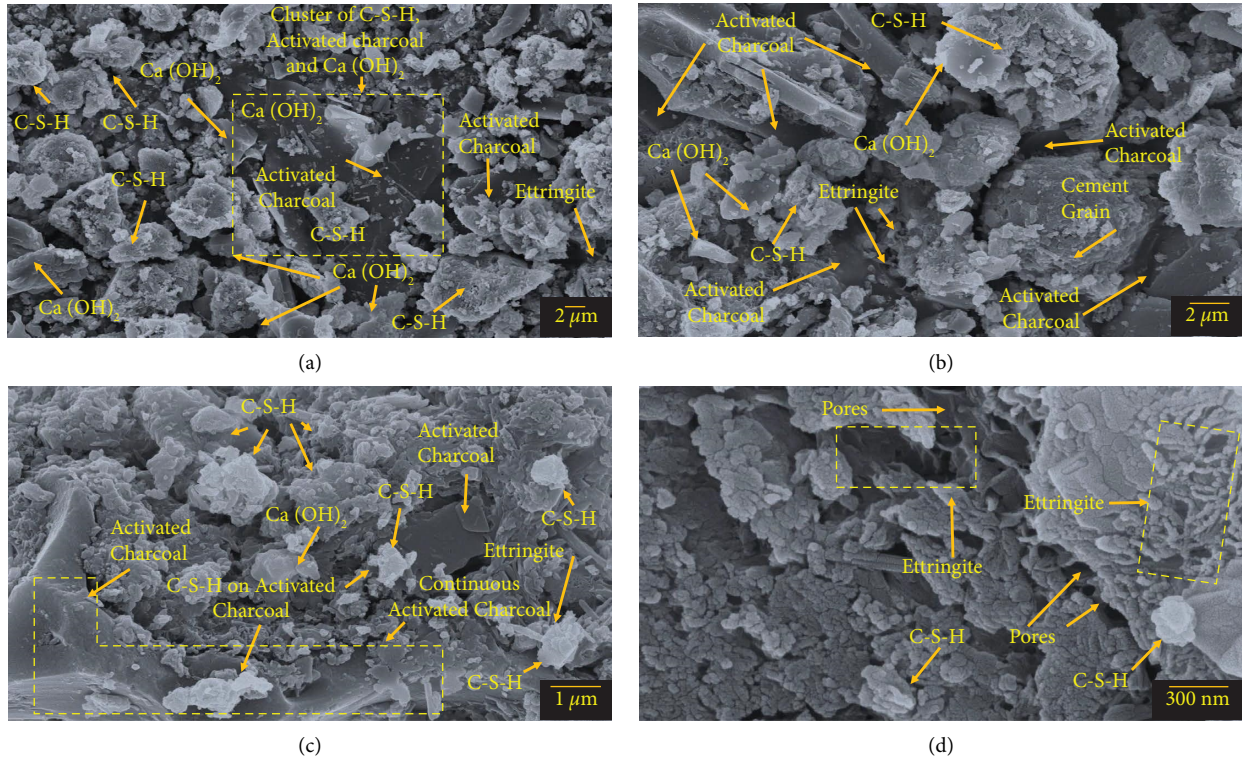 Cluster of C-S-H,
Activated charcoal
and Ca (OH)2
Ca (OH)2
C-S-H
C-S-H
Ca (OH)2
Activated
Charcoal
Activated
Charcoal
Ettringite
C-S-H
C-S-H
Ca (OH)2
Ca (OH)2
C-S-H
2 μm
(a)
Activated
Charcoal
C-S-H
Ca (OH)2
Ca (OH)2
Activated
Charcoal
Ettringite
Cement
Grain
C-S-H
Activated
Charcoal
Activated
Charcoal
2 μm
(b)
C-S-H
Activated
Charcoal
C-S-H
Ca (OH)2
C-S-H
Activated
Charcoal
Ettringite
C-S-H on Activated
Charcoal
Continuous
Activated Charcoal
C-S-H
1 μm
(c)
Pores
Ettringite
Ettringite
C-S-H
Pores
C-S-H
300 nm
(d)